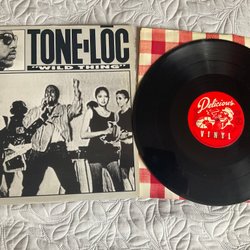 TONE-LOC
"WILD THING"
Delicious
VINYL